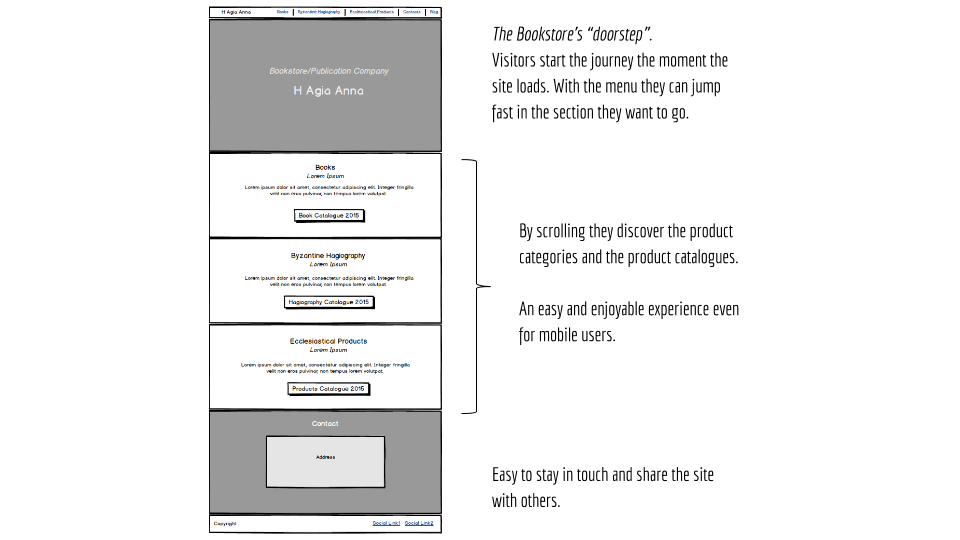 H Agia Anna
Books
Byzantine Hagiography
Ecclesiastical Products
Contacts
Blog
Bookstore/Publication Company
H Agia Anna
Books
Lorem Ipsum
Lorem ipsum dolor sit amet, consectetur adipiscing elit. Integer fringilla
velit non eros pulvinar, non tempus lorem volutpat.
Book Catalogue 2015
Byzantine Hagiography
Lorem Ipsum
Lorem ipsum dolor sit amet, consectetur adipiscing elit. Integer fringilla
velit non eros pulvinar, non tempus lorem volutpat.
Hagiography Catalogue 2015
Ecclesiastical Products
Lorem Ipsum
Lorem ipsum dolor sit amet, consectetur adipiscing elit. Integer fringilla
velit non eros pulvinar, non tempus lorem volutpat.
Products Catalogue 2015
Contact
Address
Copyright
Social Link1
Social Link2
The Bookstore’s “doorstep”.
Visitors start the journey the moment the
site loads. With the menu they can jump
fast in the section they want to go.
By scrolling they discover the product
categories and the product catalogues.
An easy and enjoyable experience even
for mobile users.
Easy to stay in touch and share the site
with others.